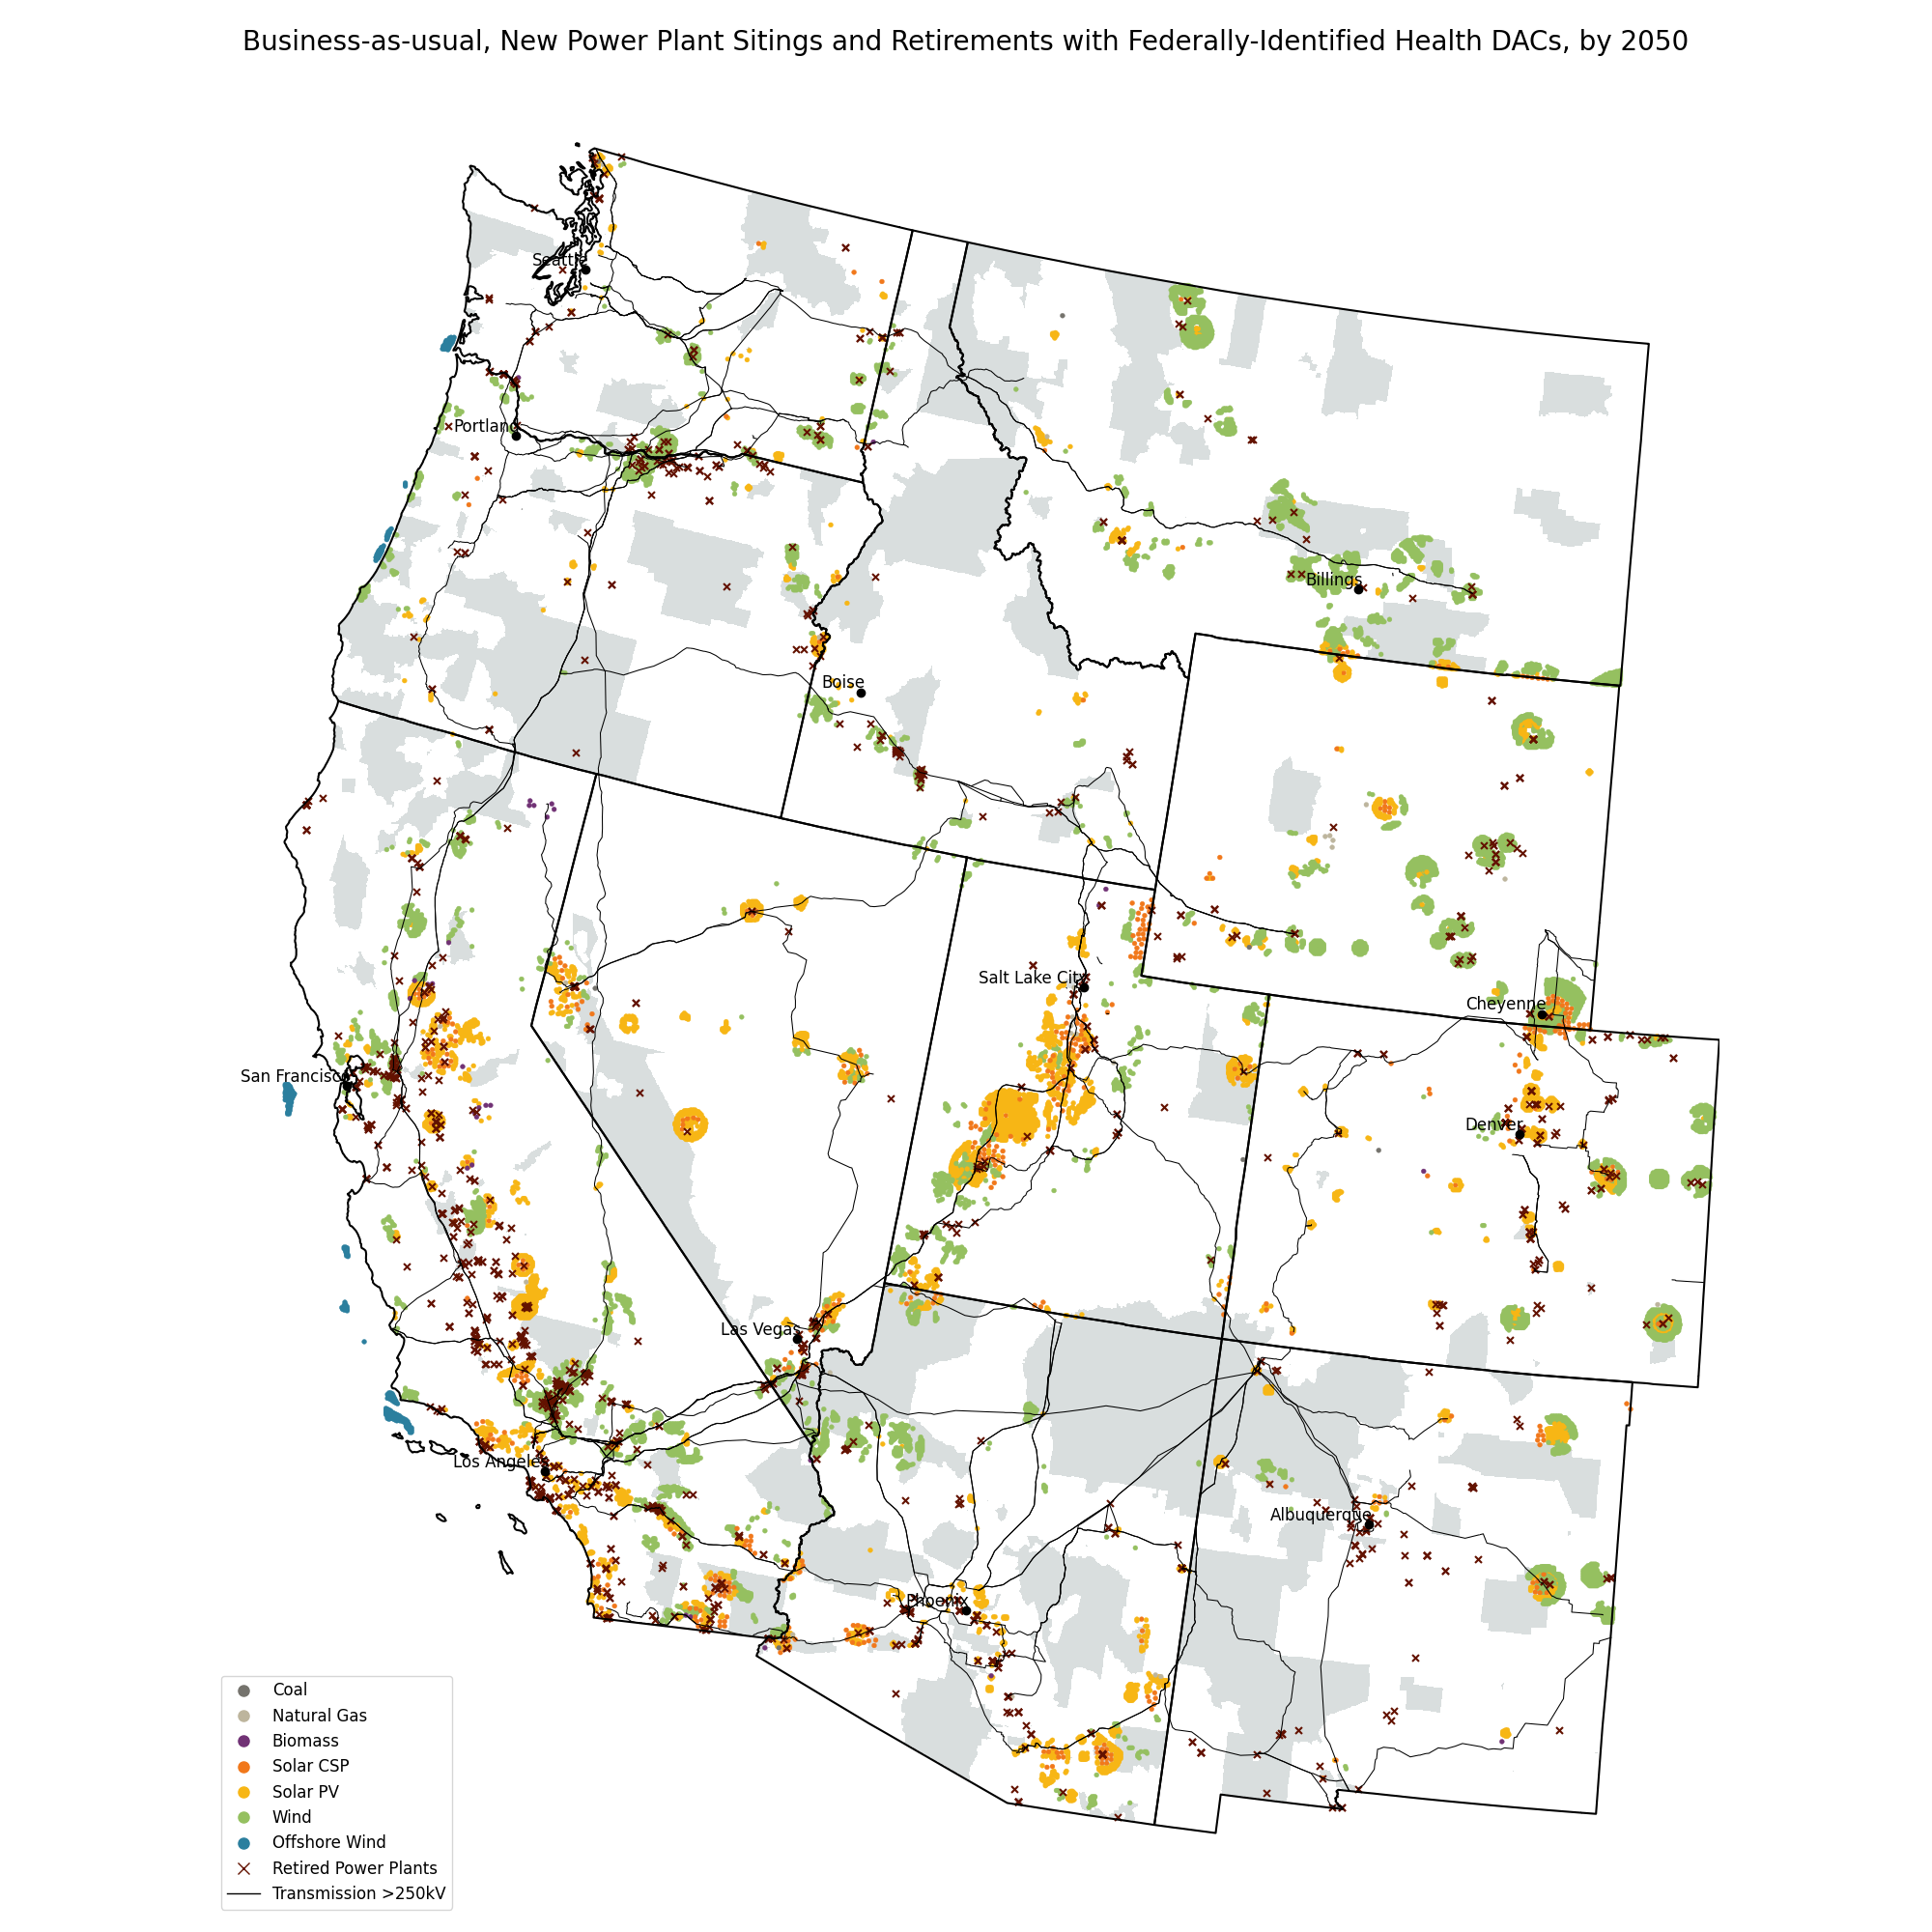 Business-as-usual, New Power Plant Sitings and Retirements with Federally-Identified Health DACs, by 2050
Seattle
Portland
Billings
Boise
Salt Lake City
Cheyenne
San Francisco
Denver
Las Vegas
Los Angeles
Albuquerque
Phoenix
Coal
Natural Gas
Biomass
Solar CSP
Solar PV
Wind
Offshore Wind
Retired Power Plants
Transmission >250kV